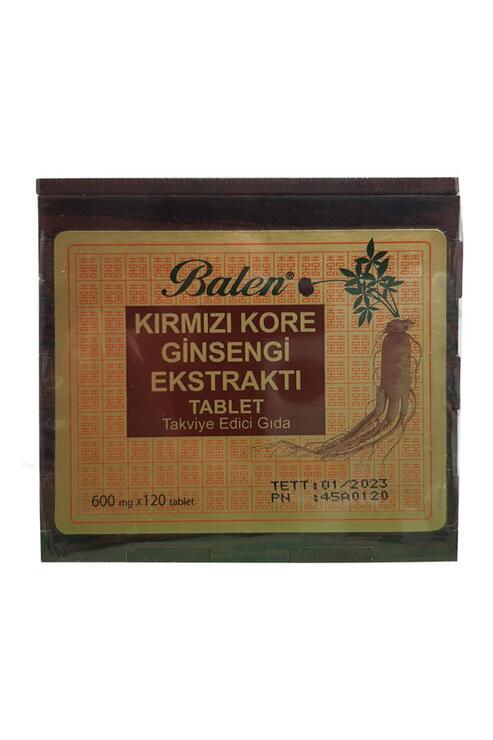 Balen®
KIRMIZI KORE
GİNSENGİ
EKSTRAKTI
TABLET
Takviye Edici Gıda
TETT:01/2023
PN :45A0120
600 mg x120 tablet